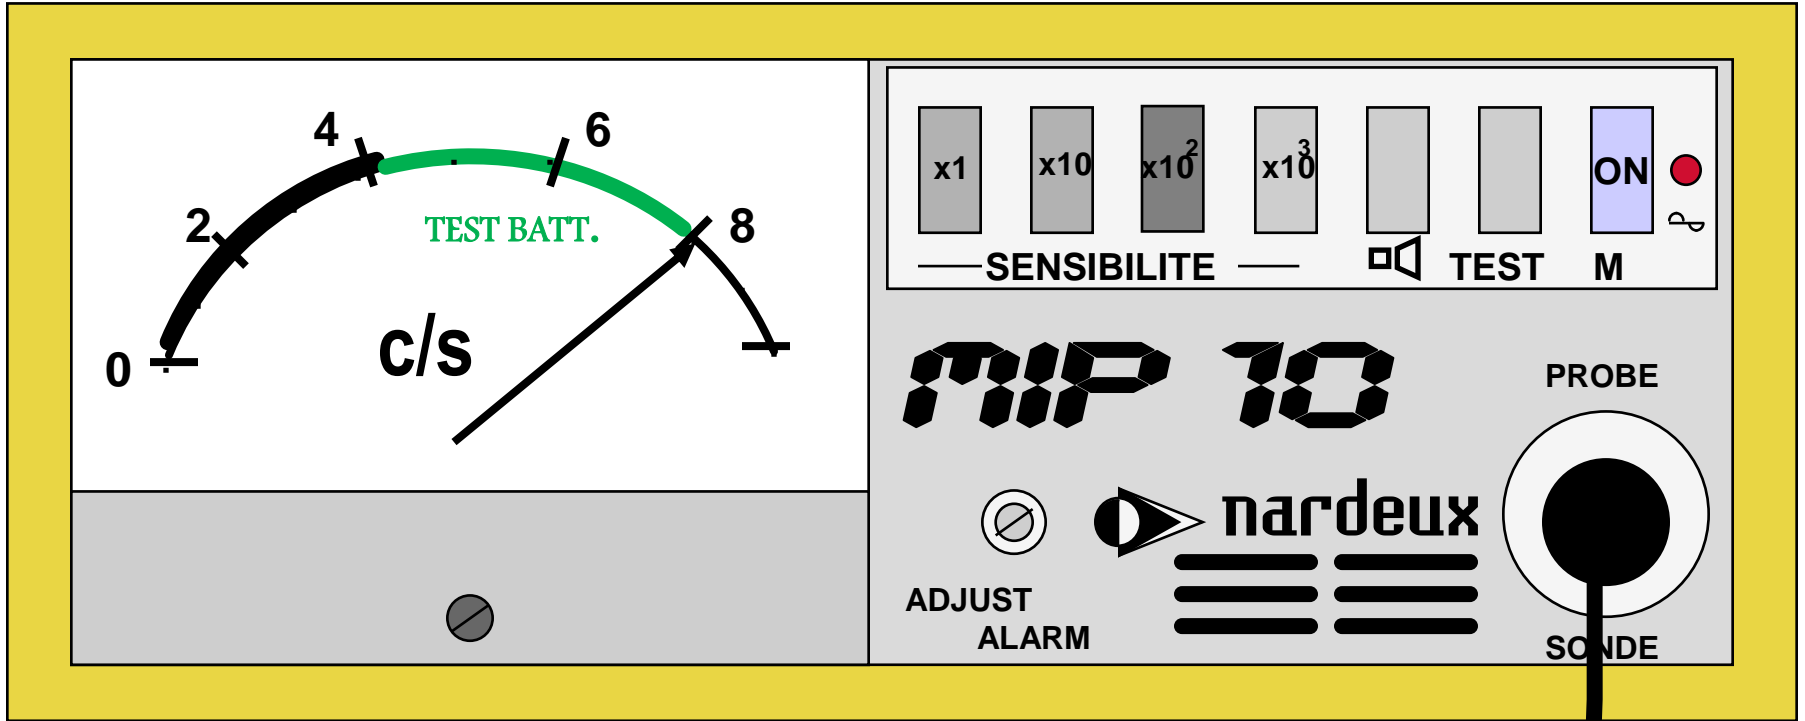 0
2
4
6
8
TEST BATT.
c/s
x1
x10
x10²
x10³
ON
SENSIBILITE
TEST
M
MIP 10
PROBE
nardeux
ADJUST
ALARM
SONDE